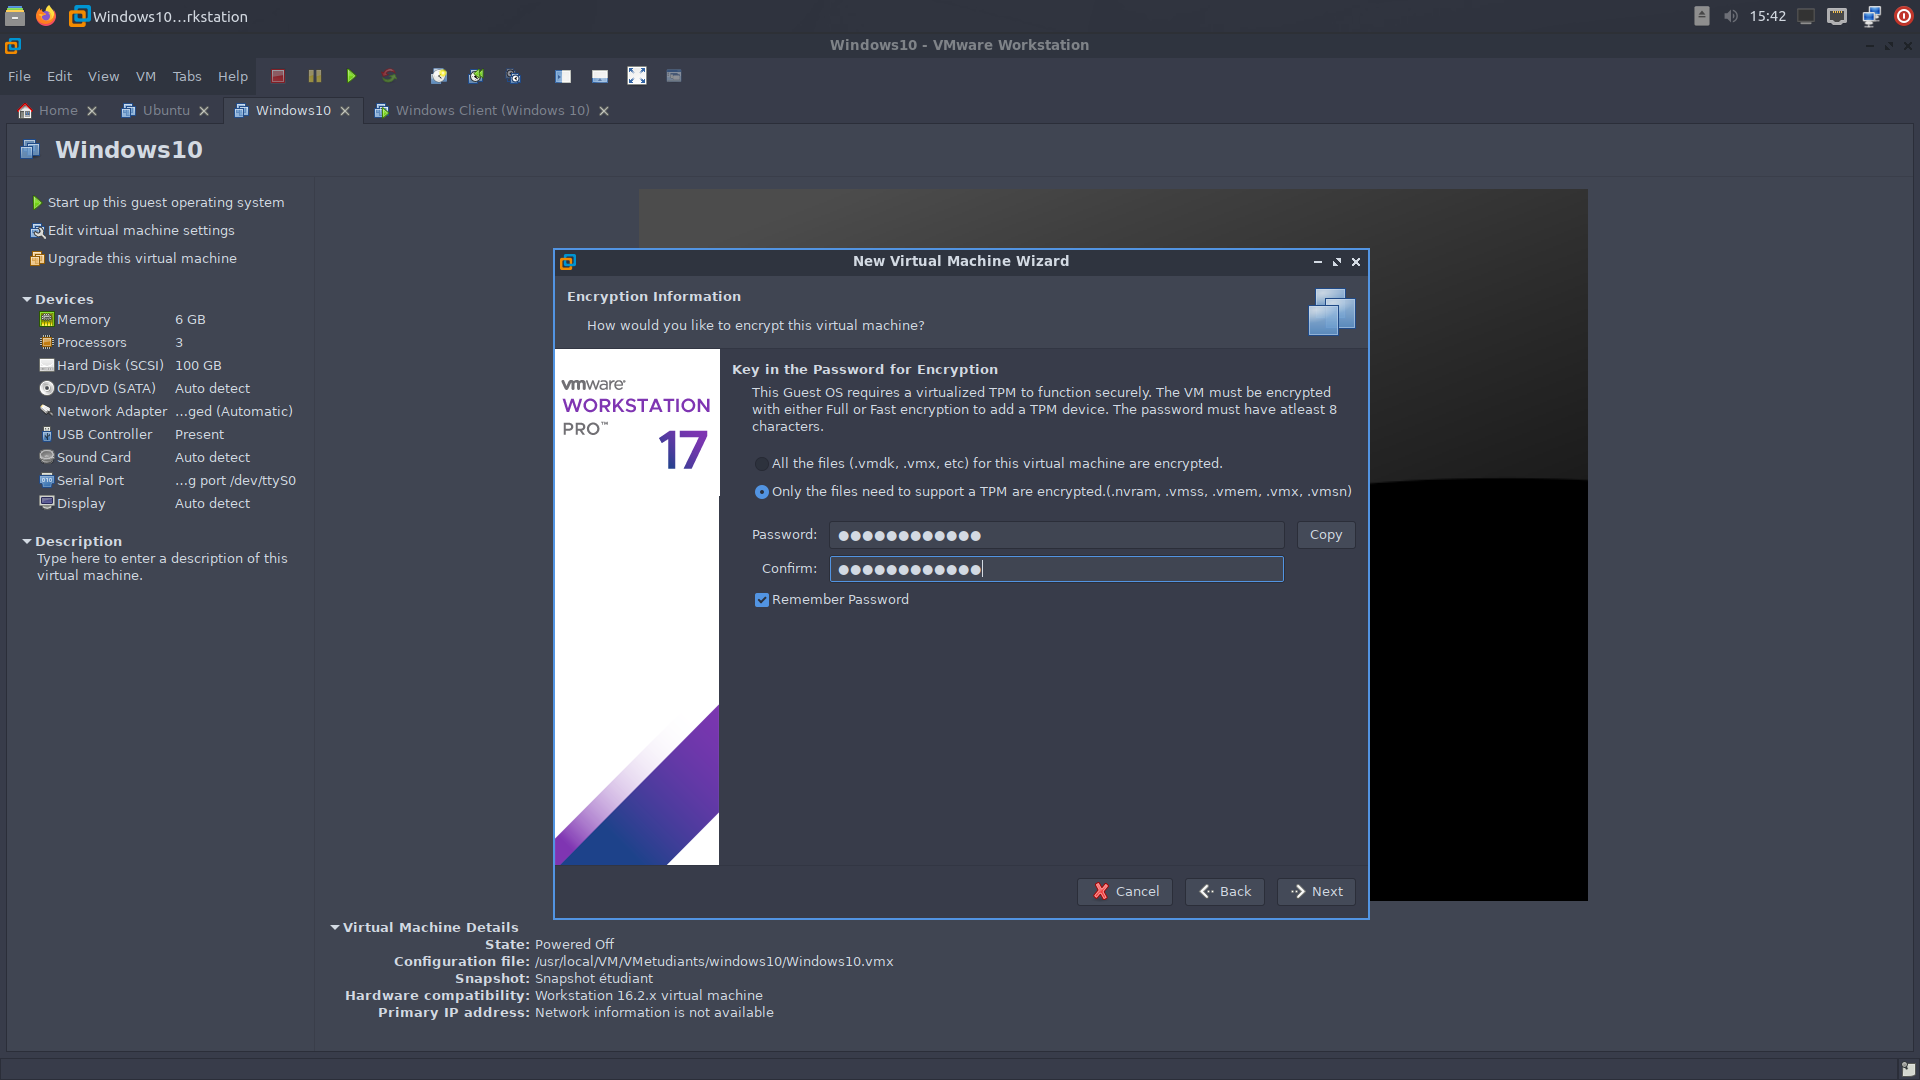 Windows10...rkstation
15:42
Windows10 - VMware Workstation
File Edit View VM Tabs Help
Home Ubuntu Windows10 Windows Client (Windows 10)
Windows10
Start up this guest operating system
Edit virtual machine settings
Upgrade this virtual machine
Devices
Memory 6 GB
Processors 3
Hard Disk (SCSI) 100 GB
CD/DVD (SATA) Auto detect
Network Adapter ...ged (Automatic)
USB Controller Present
Sound Card Auto detect
Serial Port ...g port /dev/ttyS0
Display Auto detect
Description
Type here to enter a description of this
virtual machine.
New Virtual Machine Wizard
Encryption Information
How would you like to encrypt this virtual machine?
vmware®
WORKSTATION
PRO™
17
Key in the Password for Encryption
This Guest OS requires a virtualized TPM to function securely. The VM must be encrypted
with either Full or Fast encryption to add a TPM device. The password must have atleast 8
characters.
All the files (.vmdk, .vmx, etc) for this virtual machine are encrypted.
Only the files need to support a TPM are encrypted.(.nvram, .vmss, .vmem, .vmx, .vmsn)
Password: ●●●●●●●●●●●● Copy
Confirm: ●●●●●●●●●●●●
Remember Password
Cancel Back Next
Virtual Machine Details
State: Powered Off
Configuration file: /usr/local/VM/VMetudiants/windows10/Windows10.vmx
Snapshot: Snapshot étudiant
Hardware compatibility: Workstation 16.2.x virtual machine
Primary IP address: Network information is not available